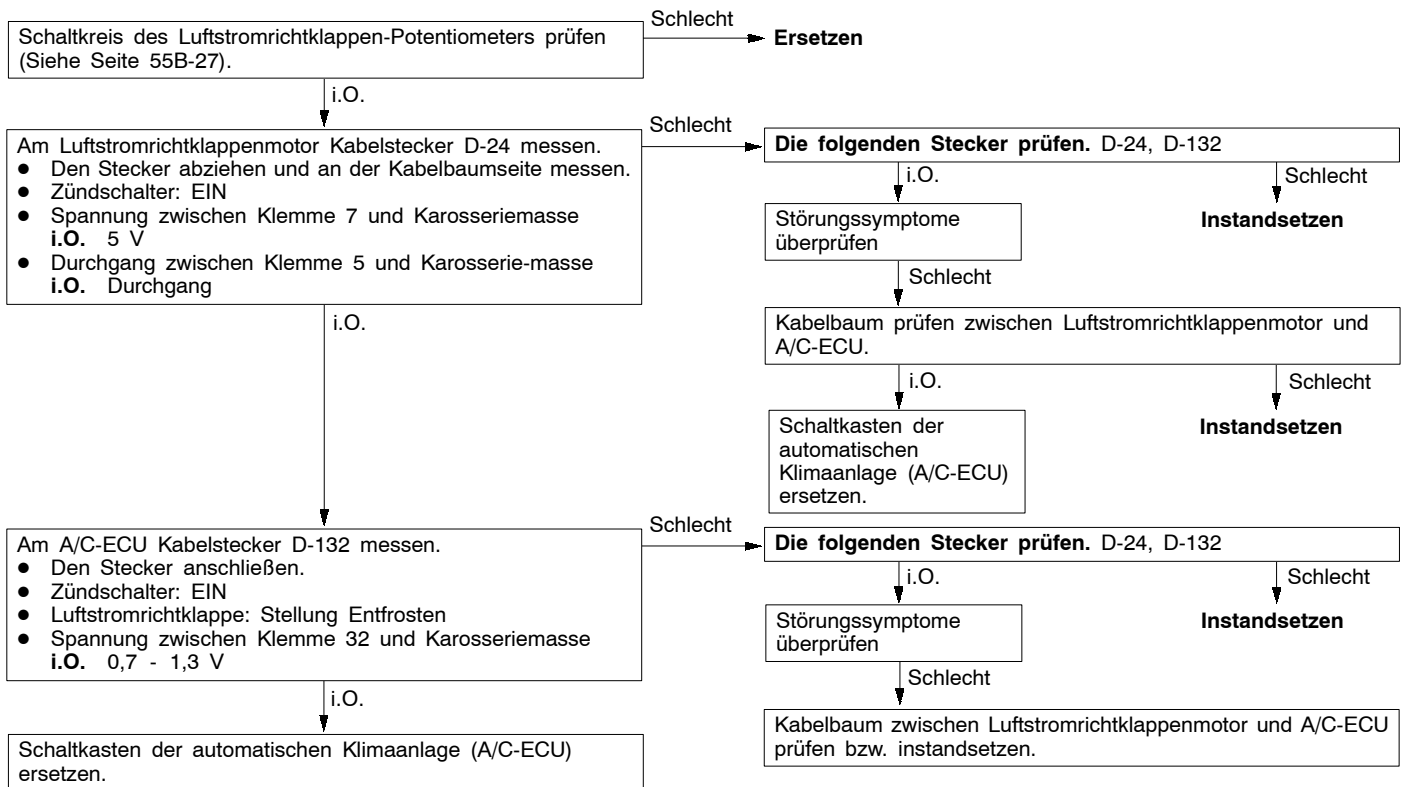 Schaltkreis des Luftstromrichtklappen-Potentiometers prüfen
(Siehe Seite 55B-27).
Schlecht
Ersetzen
i.O.
Am Luftstromrichtklappenmotor Kabelstecker D-24 messen.
● Den Stecker abziehen und an der Kabelbaumseite messen.
● Zündschalter: EIN
● Spannung zwischen Klemme 7 und Karosseriemasse
i.O. 5 V
● Durchgang zwischen Klemme 5 und Karosserie-masse
i.O. Durchgang
Schlecht
Die folgenden Stecker prüfen. D-24, D-132
i.O.
Schlecht
Störungssymptome
überprüfen
Instandsetzen
Schlecht
Kabelbaum prüfen zwischen Luftstromrichtklappenmotor und
A/C-ECU.
i.O.
Schlecht
Schaltkasten der
automatischen
Klimaanlage (A/C-ECU)
ersetzen.
Instandsetzen
i.O.
Am A/C-ECU Kabelstecker D-132 messen.
● Den Stecker anschließen.
● Zündschalter: EIN
● Luftstromrichtklappe: Stellung Entfrosten
● Spannung zwischen Klemme 32 und Karosseriemasse
i.O. 0,7 - 1,3 V
Schlecht
Die folgenden Stecker prüfen. D-24, D-132
i.O.
Schlecht
Störungssymptome
überprüfen
Instandsetzen
Schlecht
Kabelbaum zwischen Luftstromrichtklappenmotor und A/C-ECU
prüfen bzw. instandsetzen.
i.O.
Schaltkasten der automatischen Klimaanlage (A/C-ECU)
ersetzen.